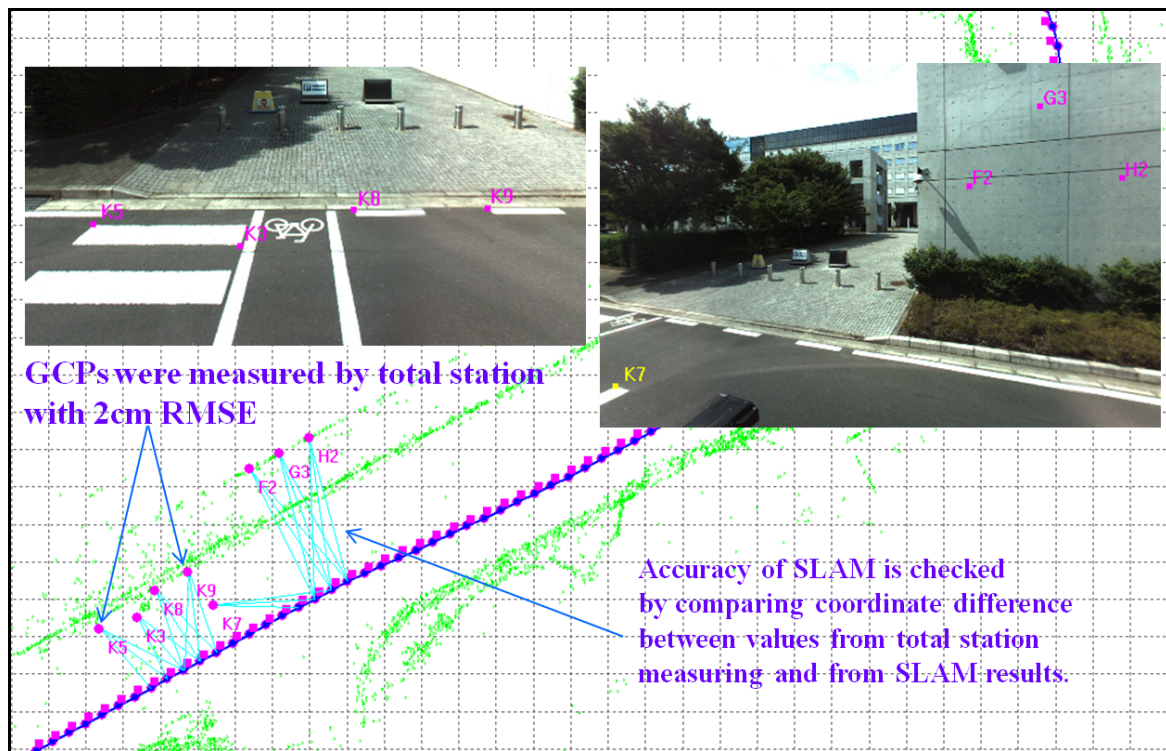 K5
K3
K8
K9
G3
F2
H2
K7
GCPs were measured by total station
with 2cm RMSE
H2
G3
F2
K9
K8
K7
K3
K5
Accuracy of SLAM is checked
by comparing coordinate difference
between values from total station
measuring and from SLAM results.